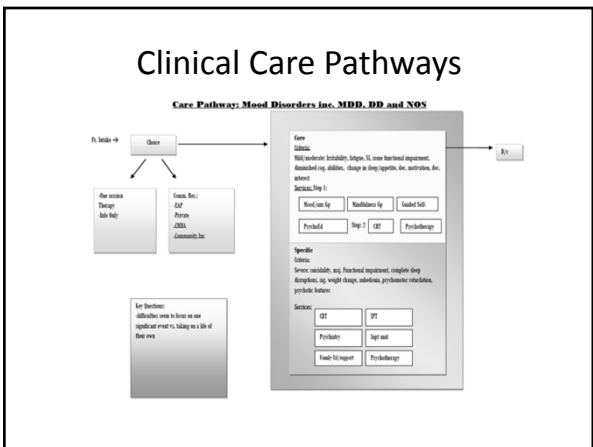 Clinical Care Pathways
Care Pathway: Mood Disorders inc. MDD, DD and NOS
Fr. Intake →
Choice
-One session
Therapy
-Info Only
Comm. Res.:
-EAP
-Private
-CMHA
-Community Inc
Key Questions:
-difficulties seem to focus on one
significant event vs. taking on a life of
their own
Core
Criteria:
Mild/moderate: Irritability, fatigue, SI, some functional impairment,
diminished cog. abilities, change in sleep/appetite, dec. motivation, dec.
interest
Services: Step 1:
Mood/anx Gp
Mindfulness Gp
Guided Self-
PsychoEd
Step: 2
CBT
Psychotherapy
Specific
Criteria:
Severe: suicidality, maj. Functional impairment, complete sleep
disruptions, sig. weight change, anhedonia, psychomotor retardation,
psychotic features
Services:
CBT
IPT
Psychiatry
Inpt unit
Family Ed/support
Psychotherapy
D/c